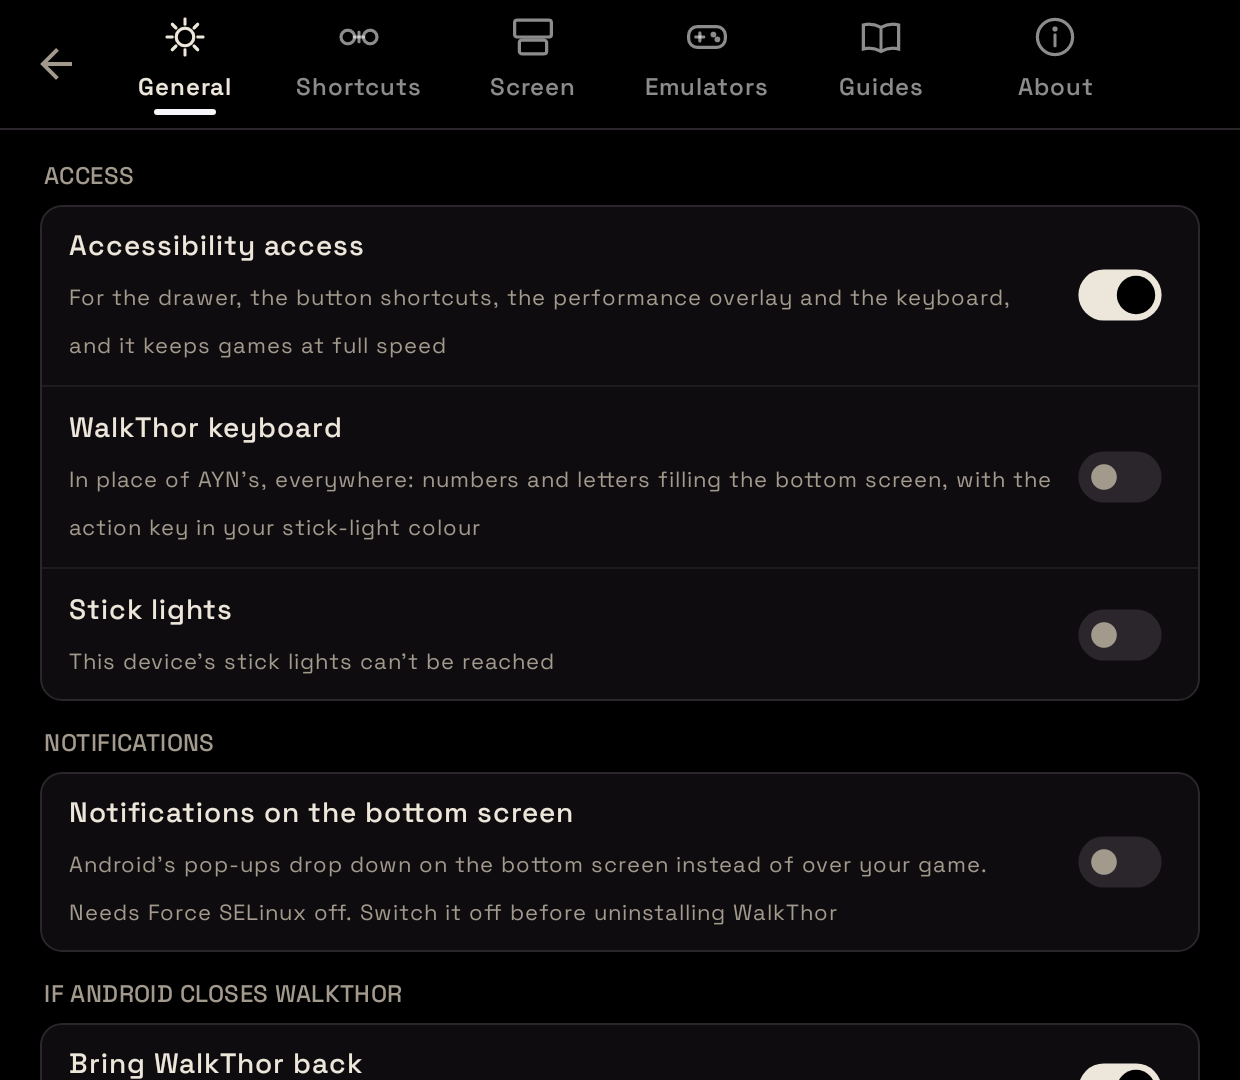 General
Shortcuts
Screen
Emulators
Guides
About
ACCESS
Accessibility access
For the drawer, the button shortcuts, the performance overlay and the keyboard,
and it keeps games at full speed
WalkThor keyboard
In place of AYN’s, everywhere: numbers and letters filling the bottom screen, with the
action key in your stick-light colour
Stick lights
This device’s stick lights can’t be reached
NOTIFICATIONS
Notifications on the bottom screen
Android’s pop-ups drop down on the bottom screen instead of over your game.
Needs Force SELinux off. Switch it off before uninstalling WalkThor
IF ANDROID CLOSES WALKTHOR
Bring WalkThor back